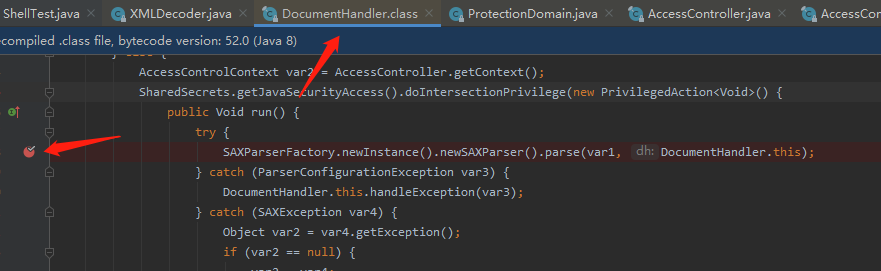 ShellTest.java × XMLDecoder.java × DocumentHandler.class × ProtectionDomain.java × AccessController.java × AccessCon
ecompiled .class file, bytecode version: 52.0 (Java 8)
} else {
AccessControlContext var2 = AccessController.getContext();
SharedSecrets.getJavaSecurityAccess().doIntersectionPrivilege(new PrivilegedAction<Void>() {
public Void run() {
try {
SAXParserFactory.newInstance().newSAXParser().parse(var1, dh: DocumentHandler.this);
} catch (ParserConfigurationException var3) {
DocumentHandler.this.handleException(var3);
} catch (SAXException var4) {
Object var2 = var4.getException();
if (var2 == null) {
var2 = var4;